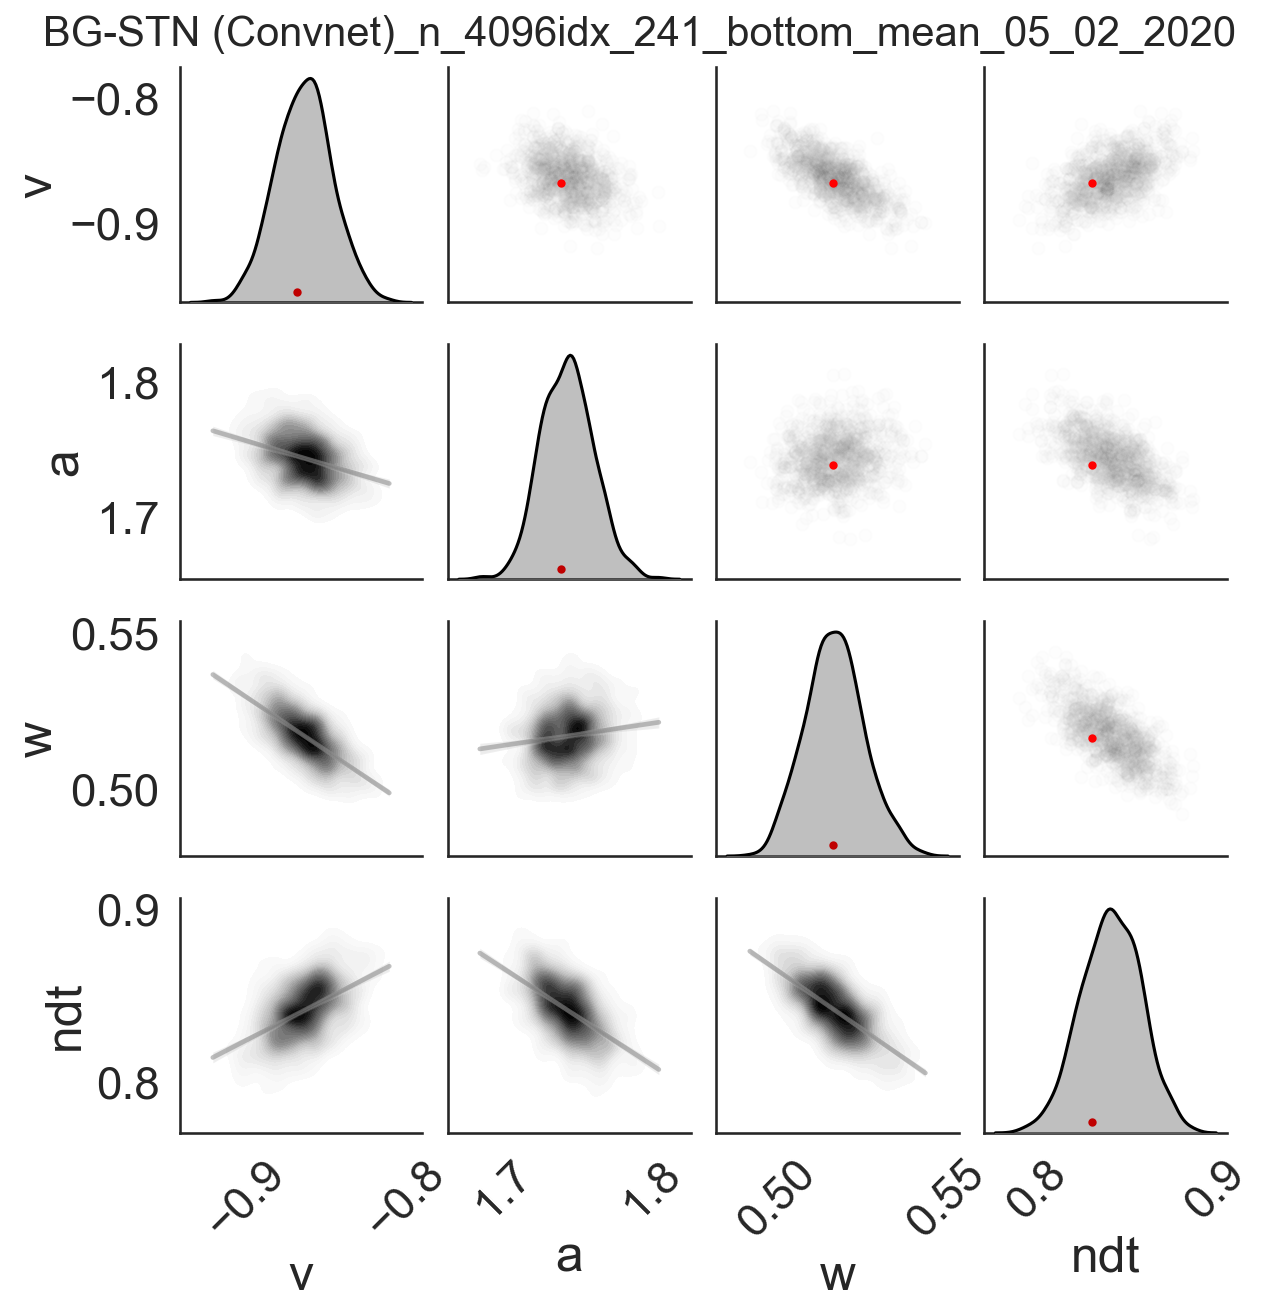 BG-STN (Convnet)_n_4096idx_241_bottom_mean_05_02_2020
−0.8
v
−0.9
1.8
a
1.7
0.55
w
0.50
0.9
ndt
0.8
−0.9 −0.8 1.7 1.8 0.50 0.55 0.8 0.9
v a w ndt